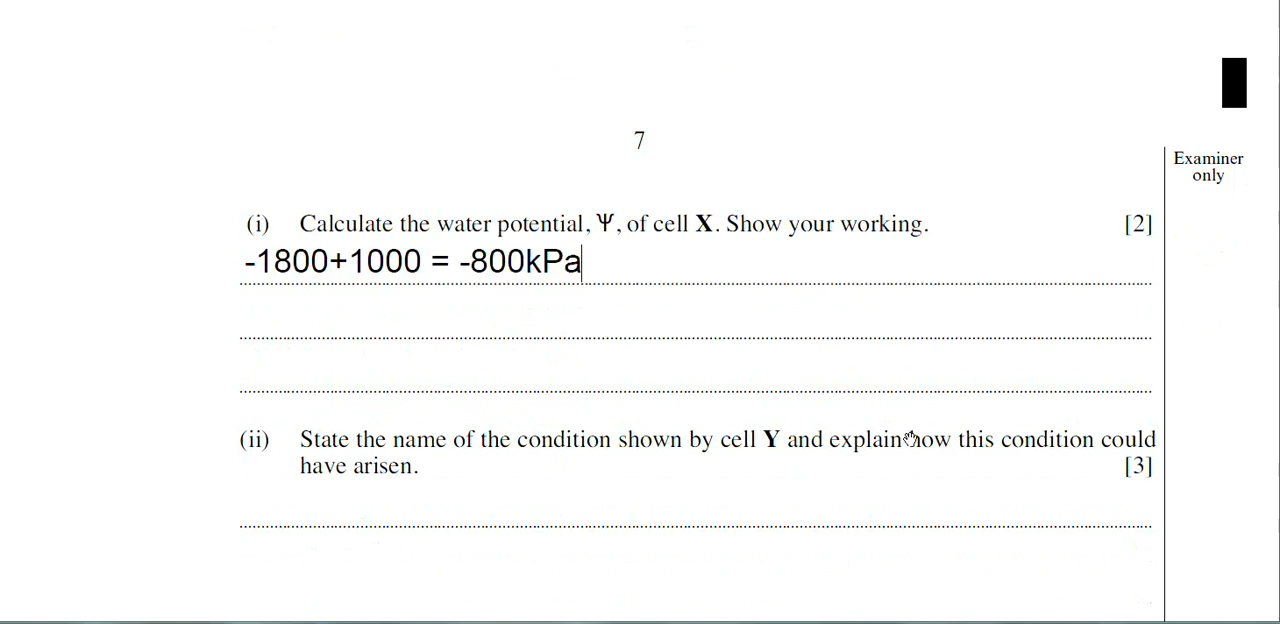 7
Examiner
only
(i) Calculate the water potential, Ψ, of cell X. Show your working. [2]
-1800+1000 = -800kPa
(ii) State the name of the condition shown by cell Y and explain how this condition could
have arisen. [3]